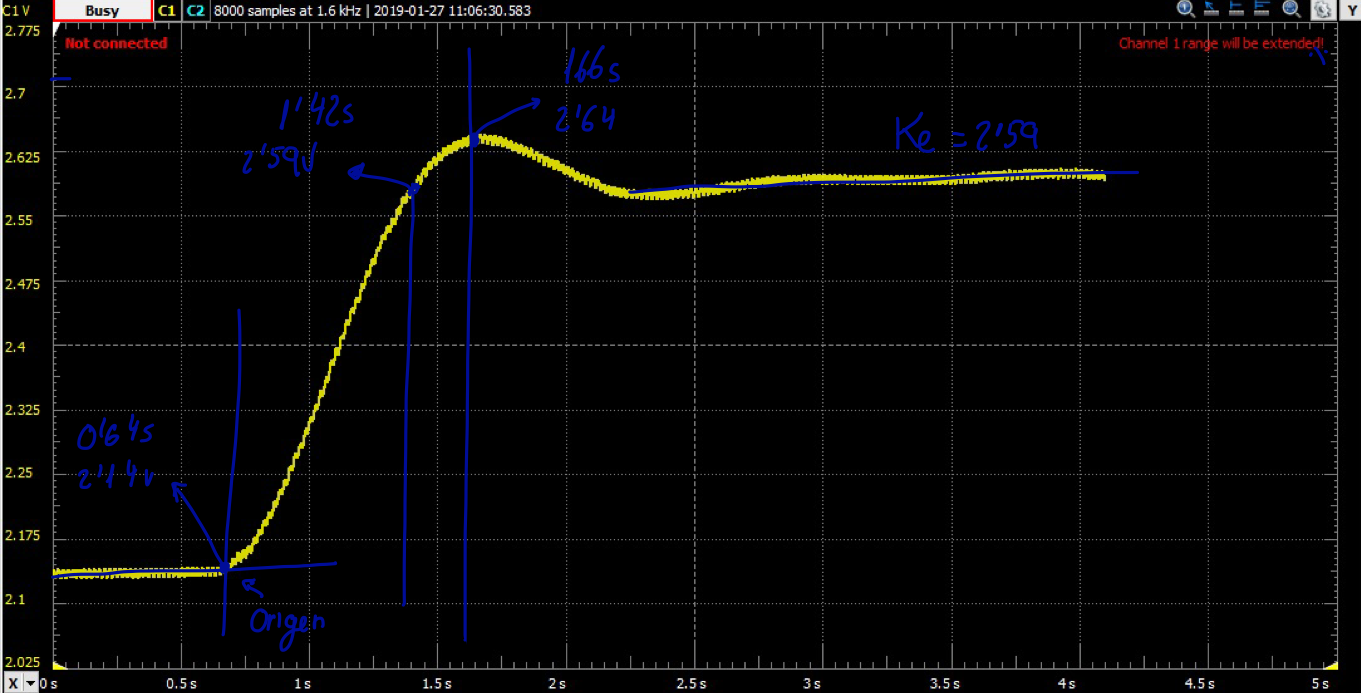 C1 V
Busy
C1 C2 8000 samples at 1.6 kHz | 2019-01-27 11:06:30.583
Y
2.775
Not connected
Channel 1 range will be extended!
2.7
1'42s
2'59V
1'66s
2'64
Ke = 2'59
2.625
2.55
2.475
2.4
2.325
0'64s
2'14v
2.25
2.175
2.1
Origen
2.025
X 0 s 0.5 s 1 s 1.5 s 2 s 2.5 s 3 s 3.5 s 4 s 4.5 s 5 s